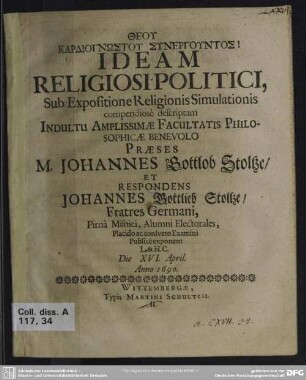 ΘΕΟΥ
ΚΑΡΔΙΟΓΝΩΣΤΟΥ ΣΥΝΕΡΓΟΥΝΤΟΣ!
IDEAM
RELIGIOSI-POLITICI,
Sub Expositione Religionis Simulationis
compendiosè descriptam
INDULTU AMPLISSIMÆ FACULTATIS PHILO-
SOPHICÆ BENEVOLO
PRÆSES
M. JOHANNES Gottlob Stoltze/
ET
RESPONDENS
JOHANNES Gottlieb Stoltze/
Fratres Germani,
Pirnâ Misnici, Alumni Electorales,
Placido ac consveto Examini
Publicè exponent
L. & H.C.
Die XVI. April.
Anno 1690.
WITTEMBERGÆ,
Typis MARTINI SCHULTZII.
Coll. diss. A
117, 34